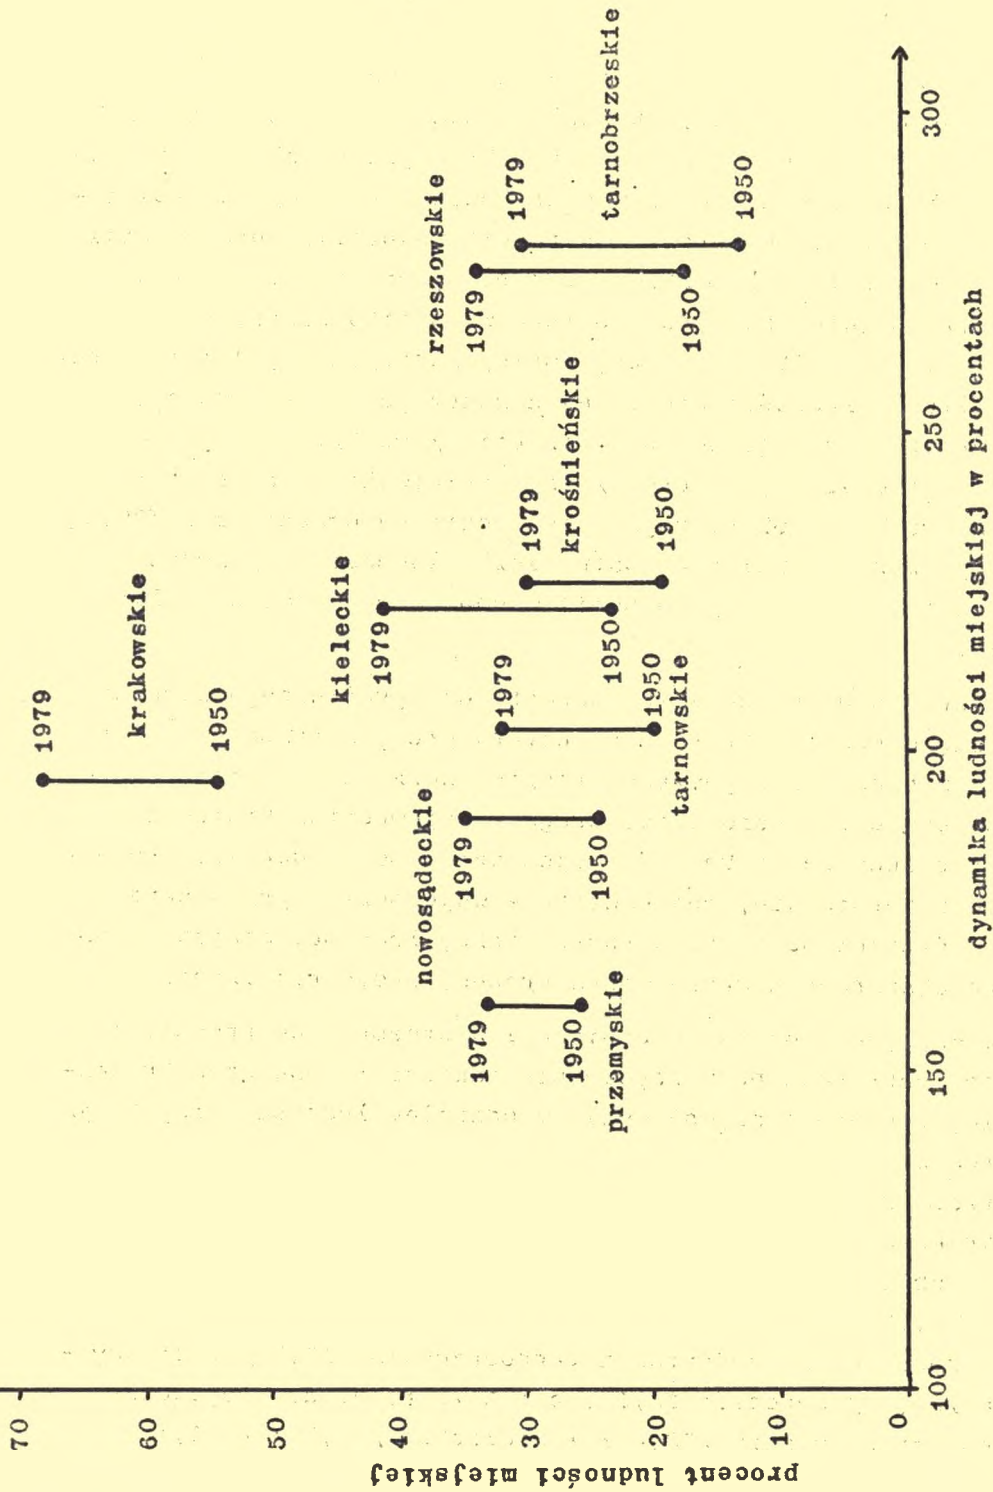 70
60
50
40
30
20
10
0
procent ludności miejskiej
100
150
200
250
300
dynamika ludności miejskiej w procentach
1979
1950
przemyskie
nowosądeckie
1979
1950
1979
krakowskie
1950
1979
1950
tarnowskie
kieleckie
1979
1950
1979
krośnieńskie
1950
rzeszowskie
1979
1950
1979
tarnobrzeskie
1950